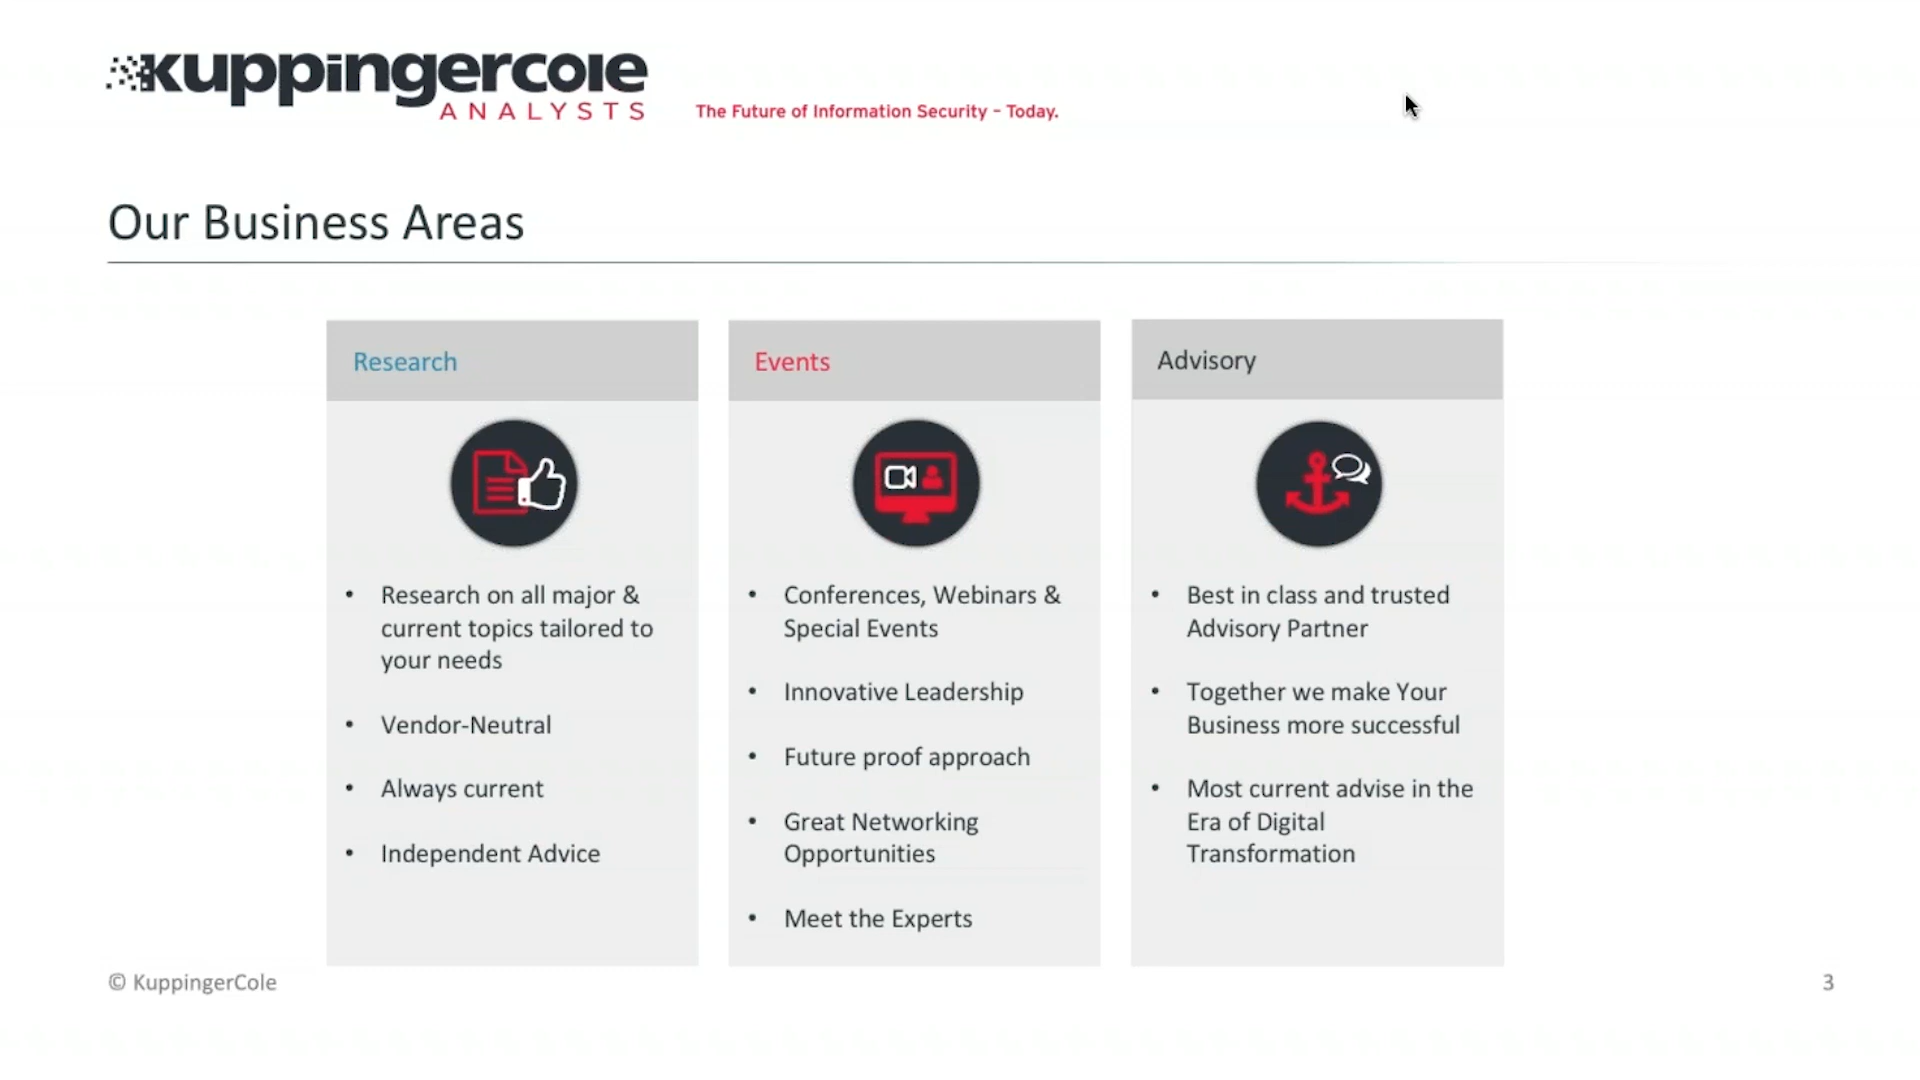 kuppingercole
ANALYSTS
The Future of Information Security - Today.
Our Business Areas
Research
• Research on all major &
current topics tailored to
your needs
• Vendor-Neutral
• Always current
• Independent Advice
Events
• Conferences, Webinars &
Special Events
• Innovative Leadership
• Future proof approach
• Great Networking
Opportunities
• Meet the Experts
Advisory
• Best in class and trusted
Advisory Partner
• Together we make Your
Business more successful
• Most current advise in the
Era of Digital
Transformation
© KuppingerCole
3